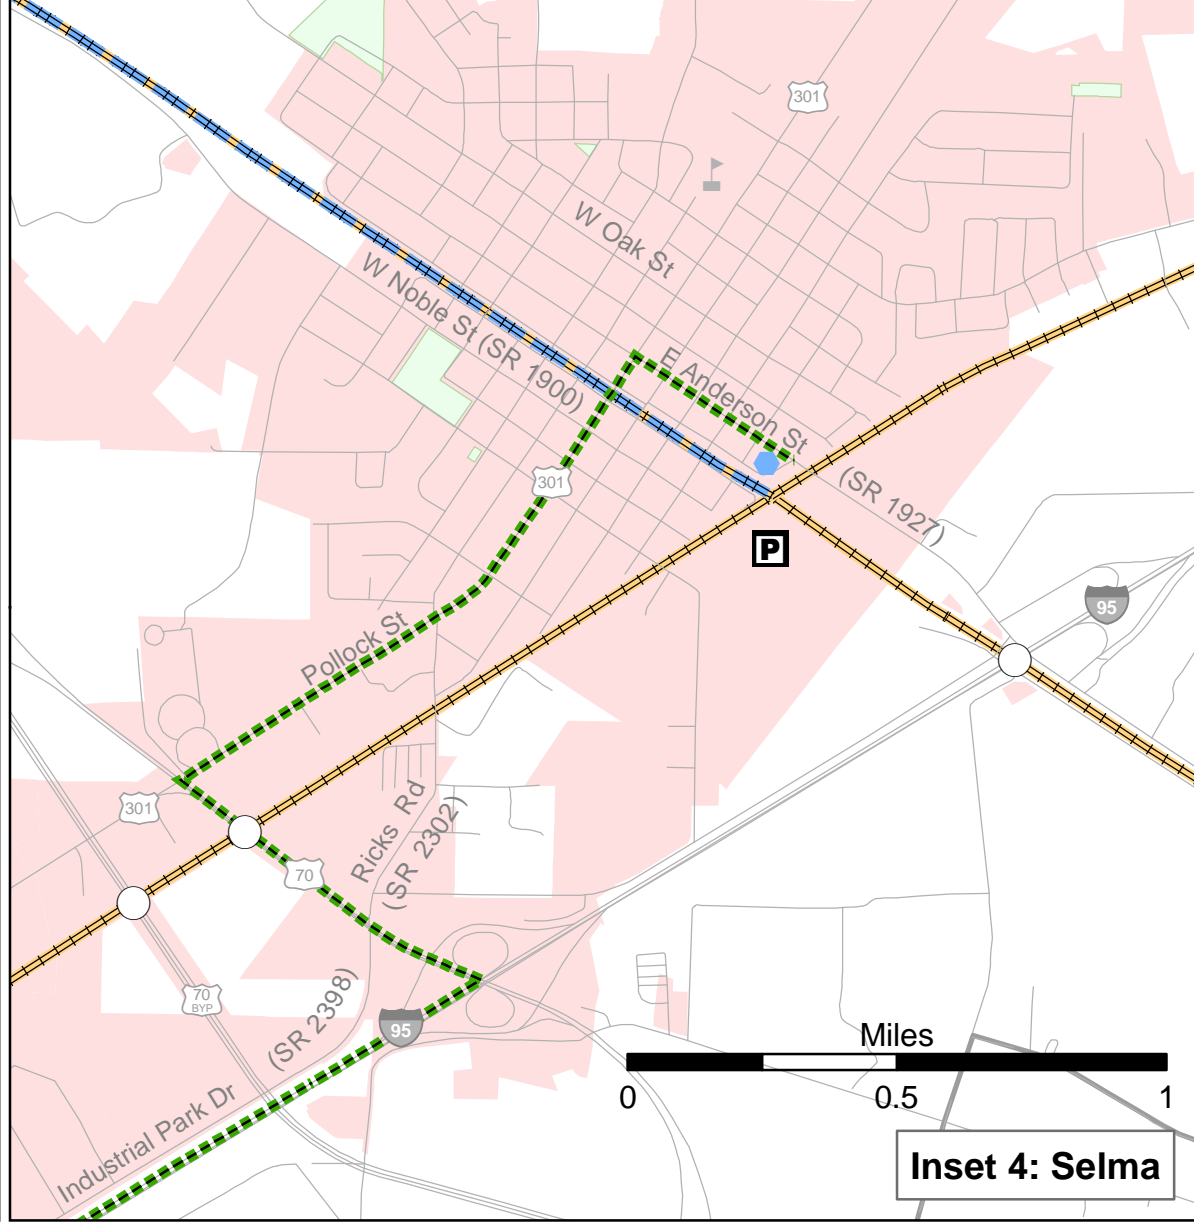 301
W Oak St
W Noble St (SR 1900)
E Anderson St
(SR 1927)
301
P
95
Pollock St
301
Ricks Rd
(SR 2302)
70
70
BYP
(SR 2398)
95
Industrial Park Dr
Miles
0
0.5
1
Inset 4: Selma